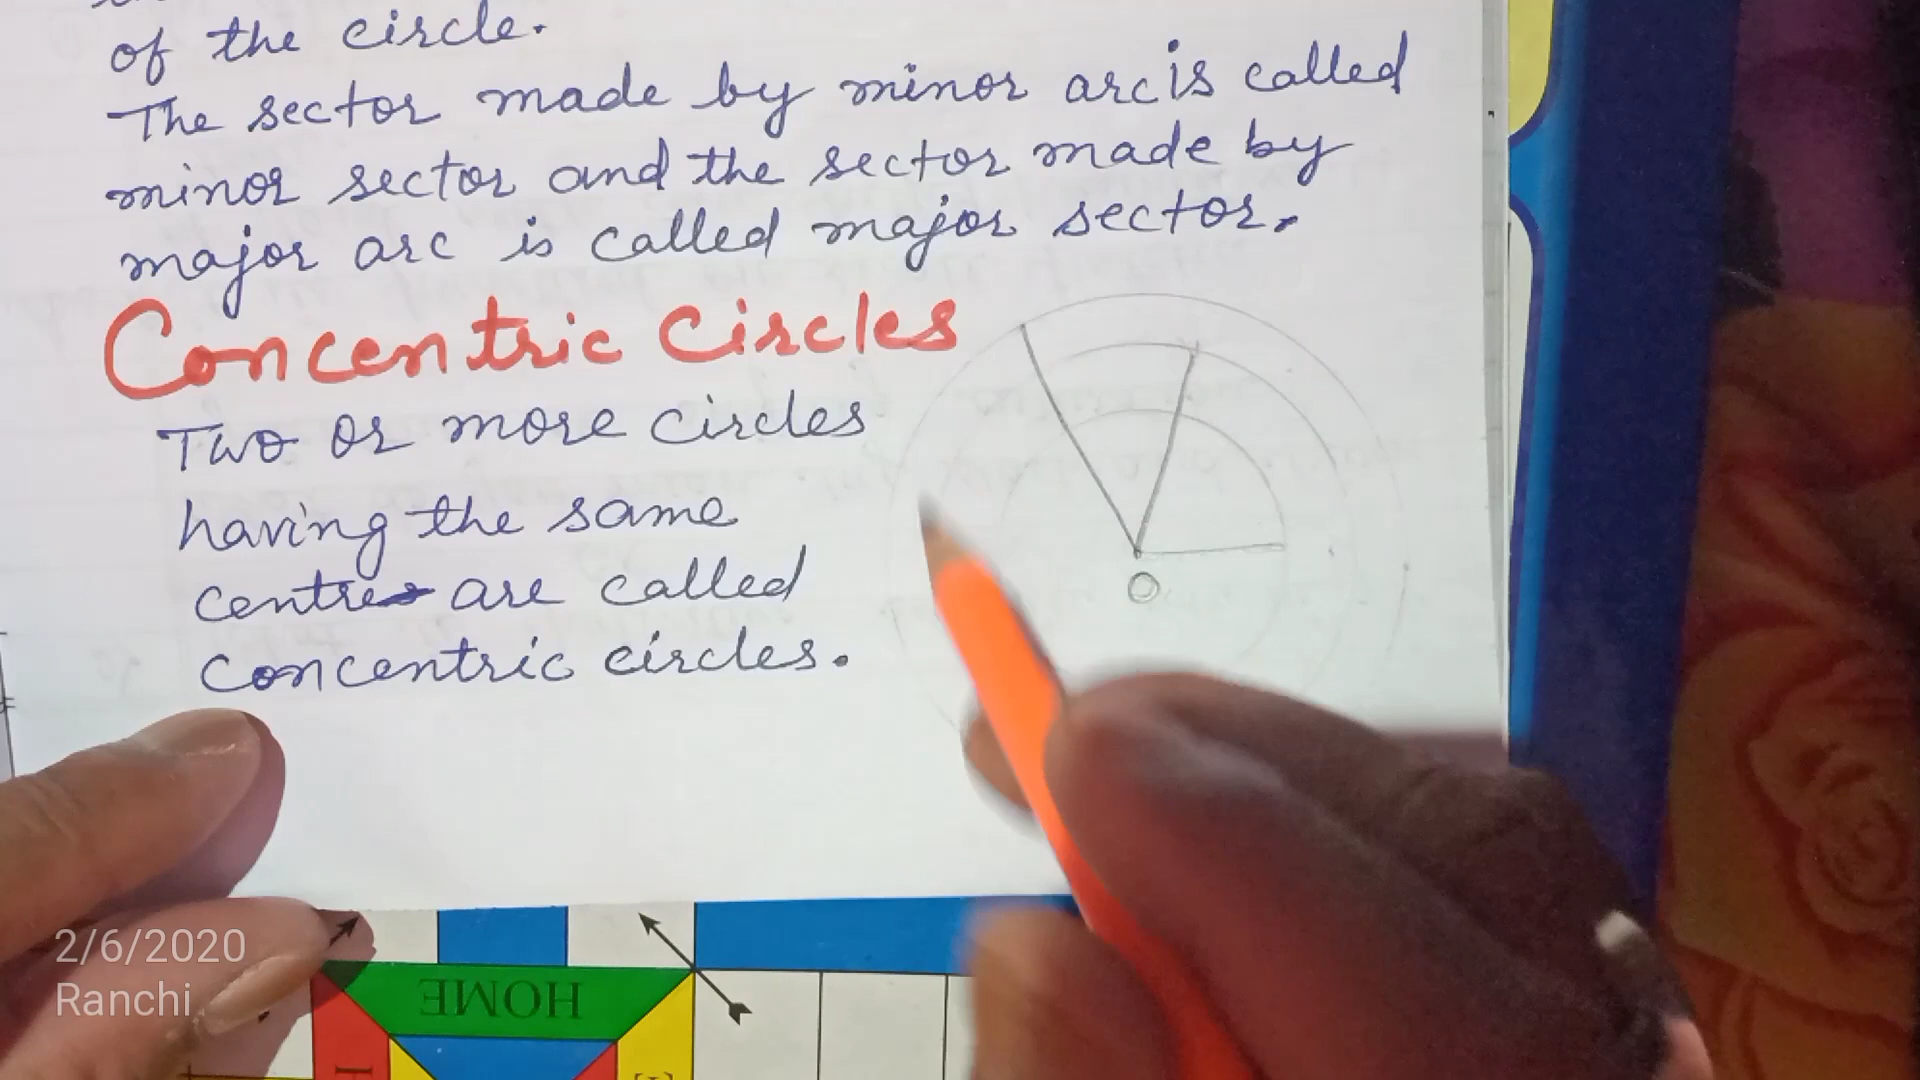 of the circle.
The sector made by minor arc is called
minor sector and the sector made by
major arc is called major sector.
Concentric Circles
Two or more circles
having the same
centre are called
concentric circles.
O
2/6/2020
Ranchi
HOME